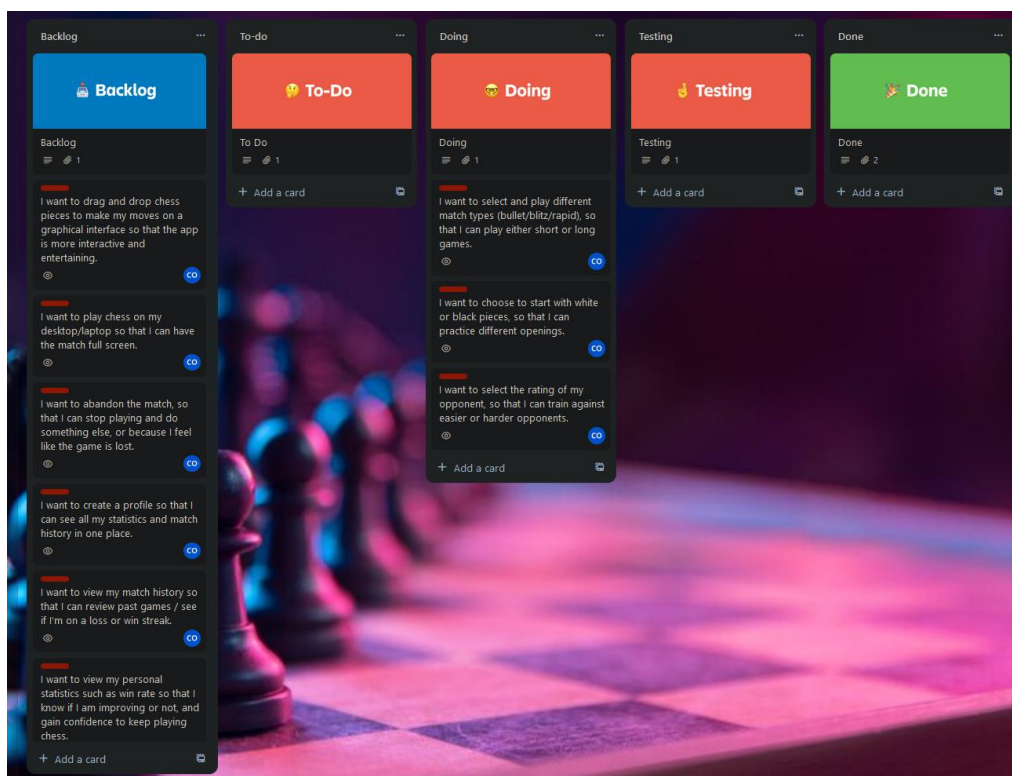 Backlog
Backlog
Backlog
1
I want to drag and drop chess
pieces to make my moves on a
graphical interface so that the app
is more interactive and
entertaining.
CO
I want to play chess on my
desktop/laptop so that I can have
the match full screen.
CO
I want to abandon the match, so
that I can stop playing and do
something else, or because I feel
like the game is lost.
CO
I want to create a profile so that I
can see all my statistics and match
history in one place.
CO
I want to view my match history so
that I can review past games / see
if I'm on a loss or win streak.
CO
I want to view my personal
statistics such as win rate so that I
know if I am improving or not, and
gain confidence to keep playing
chess.
+ Add a card
To-do
To-Do
To Do
1
+ Add a card
Doing
Doing
Doing
1
I want to select and play different
match types (bullet/blitz/rapid), so
that I can play either short or long
games.
CO
I want to choose to start with white
or black pieces, so that I can
practice different openings.
CO
I want to select the rating of my
opponent, so that I can train against
easier or harder opponents.
CO
+ Add a card
Testing
Testing
Testing
1
+ Add a card
Done
Done
Done
2
+ Add a card